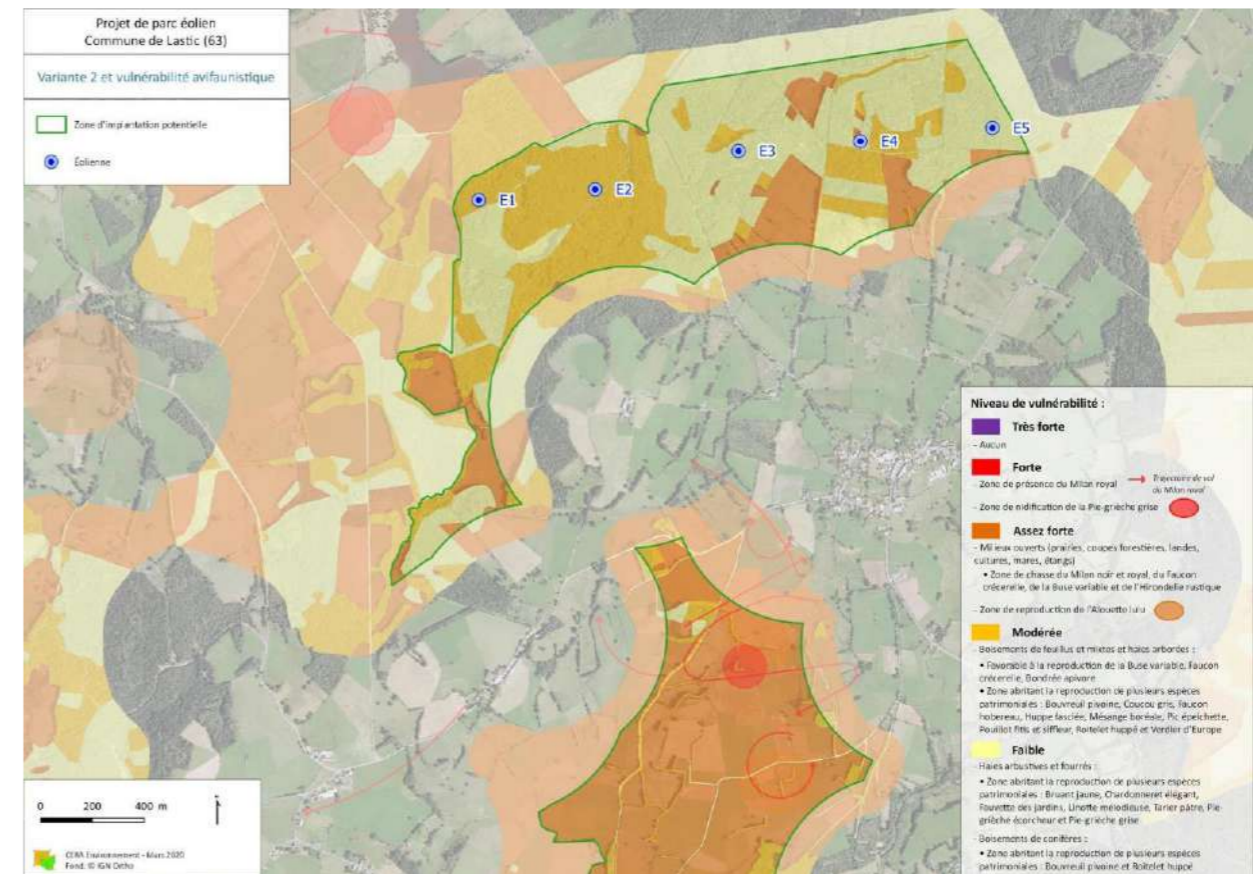 Projet de parc éolien
Commune de Lastic (63)
Variante 2 et vulnérabilité avifaunistique
Zone d'implantation potentielle
Éolienne
E1
E2
E3
E4
E5
0 200 400 m
CERA Environnement - Mars 2020
Fond: © IGN Ortho
Niveau de vulnérabilité :
Très forte
- Aucun
Forte
- Zone de présence du Milan royal
Trajectoire de vol
du Milan royal
- Zone de nidification de la Pie-grièche grise
Assez forte
- Milieux ouverts (prairies, coupes forestières, landes,
cultures, mares, étangs)
• Zone de chasse du Milan noir et royal, du Faucon
crécerelle, de la Buse variable et de l'Hirondelle rustique
- Zone de reproduction de l'Alouette lulu
Modérée
- Boisements de feuillus et mixtes et haies arborées :
• Favorable à la reproduction de la Buse variable, Faucon
crécerelle, Bondrée apivore
• Zone abritant la reproduction de plusieurs espèces
patrimoniales : Bouvreuil pivoine, Coucou gris, Faucon
hobereau, Huppe fasciée, Mésange boréale, Pic épeichette,
Pouillot fitis et siffleur, Roitelet huppé et Verdier d'Europe
Faible
- Haies arbustives et fourrés :
• Zone abritant la reproduction de plusieurs espèces
patrimoniales : Bruant jaune, Chardonneret élégant,
Fauvette des jardins, Linotte mélodieuse, Tarier pâtre, Pie-
grièche écorcheur et Pie-grièche grise
- Boisements de conifères :
• Zone abritant la reproduction de plusieurs espèces
patrimoniales : Bouvreuil pivoine et Roitelet huppé